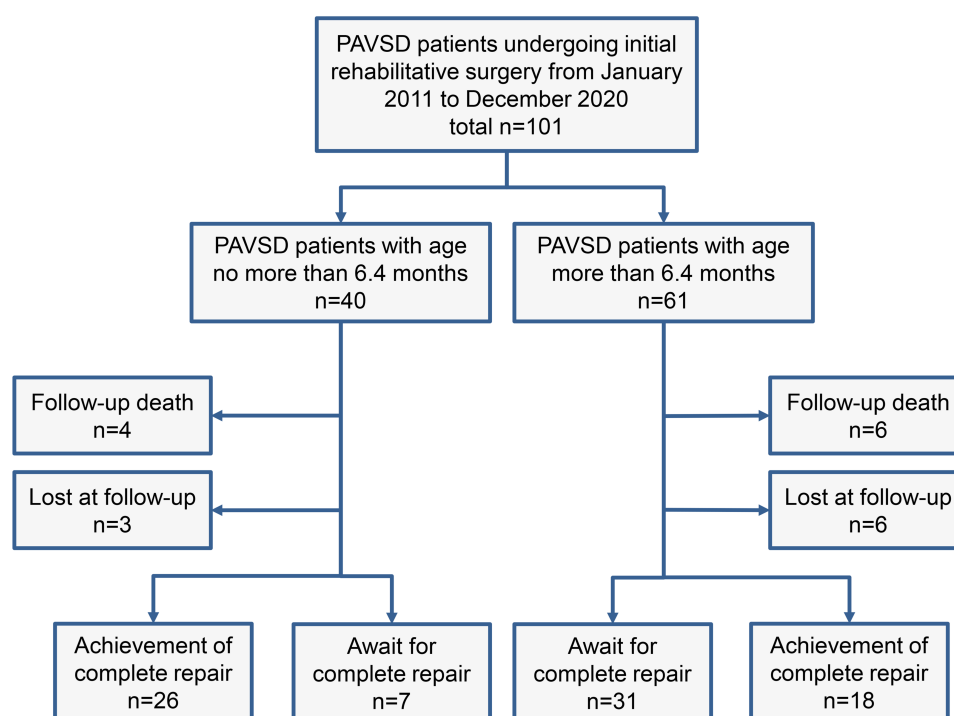 PAVSD patients undergoing initial
rehabilitative surgery from January
2011 to December 2020
total n=101
PAVSD patients with age
no more than 6.4 months
n=40
PAVSD patients with age
more than 6.4 months
n=61
Follow-up death
n=4
Follow-up death
n=6
Lost at follow-up
n=3
Lost at follow-up
n=6
Achievement of
complete repair
n=26
Await for
complete repair
n=7
Await for
complete repair
n=31
Achievement of
complete repair
n=18